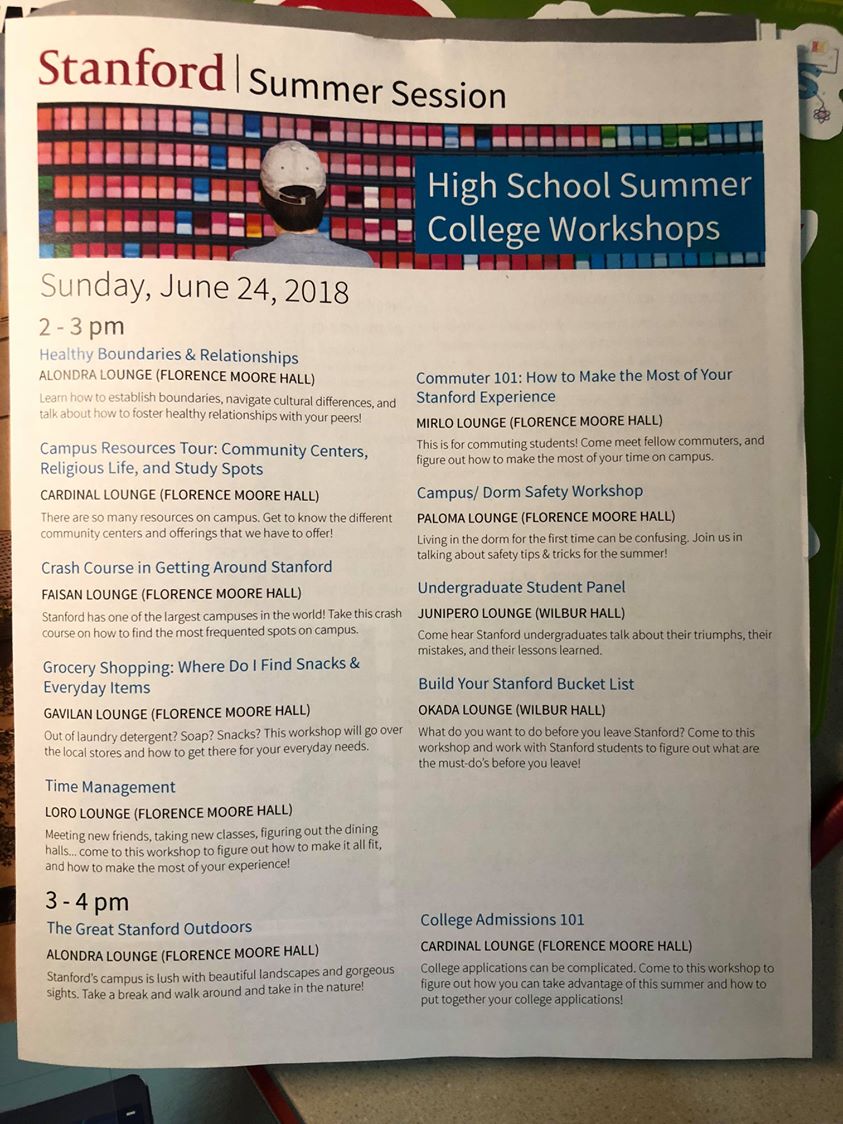 Stanford | Summer Session
High School Summer
College Workshops
Sunday, June 24, 2018
2 - 3 pm
Healthy Boundaries & Relationships
ALONDRA LOUNGE (FLORENCE MOORE HALL)
Learn how to establish boundaries, navigate cultural differences, and
talk about how to foster healthy relationships with your peers!
Campus Resources Tour: Community Centers,
Religious Life, and Study Spots
CARDINAL LOUNGE (FLORENCE MOORE HALL)
There are so many resources on campus. Get to know the different
community centers and offerings that we have to offer!
Crash Course in Getting Around Stanford
FAISAN LOUNGE (FLORENCE MOORE HALL)
Stanford has one of the largest campuses in the world! Take this crash
course on how to find the most frequented spots on campus.
Grocery Shopping: Where Do I Find Snacks &
Everyday Items
GAVILAN LOUNGE (FLORENCE MOORE HALL)
Out of laundry detergent? Soap? Snacks? This workshop will go over
the local stores and how to get there for your everyday needs.
Time Management
LORO LOUNGE (FLORENCE MOORE HALL)
Meeting new friends, taking new classes, figuring out the dining
halls... come to this workshop to figure out how to make it all fit,
and how to make the most of your experience!
Commuter 101: How to Make the Most of Your
Stanford Experience
MIRLO LOUNGE (FLORENCE MOORE HALL)
This is for commuting students! Come meet fellow commuters, and
figure out how to make the most of your time on campus.
Campus/ Dorm Safety Workshop
PALOMA LOUNGE (FLORENCE MOORE HALL)
Living in the dorm for the first time can be confusing. Join us in
talking about safety tips & tricks for the summer!
Undergraduate Student Panel
JUNIPERO LOUNGE (WILBUR HALL)
Come hear Stanford undergraduates talk about their triumphs, their
mistakes, and their lessons learned.
Build Your Stanford Bucket List
OKADA LOUNGE (WILBUR HALL)
What do you want to do before you leave Stanford? Come to this
workshop and work with Stanford students to figure out what are
the must-do's before you leave!
3 - 4 pm
The Great Stanford Outdoors
ALONDRA LOUNGE (FLORENCE MOORE HALL)
Stanford's campus is lush with beautiful landscapes and gorgeous
sights. Take a break and walk around and take in the nature!
College Admissions 101
CARDINAL LOUNGE (FLORENCE MOORE HALL)
College applications can be complicated. Come to this workshop to
figure out how you can take advantage of this summer and how to
put together your college applications!